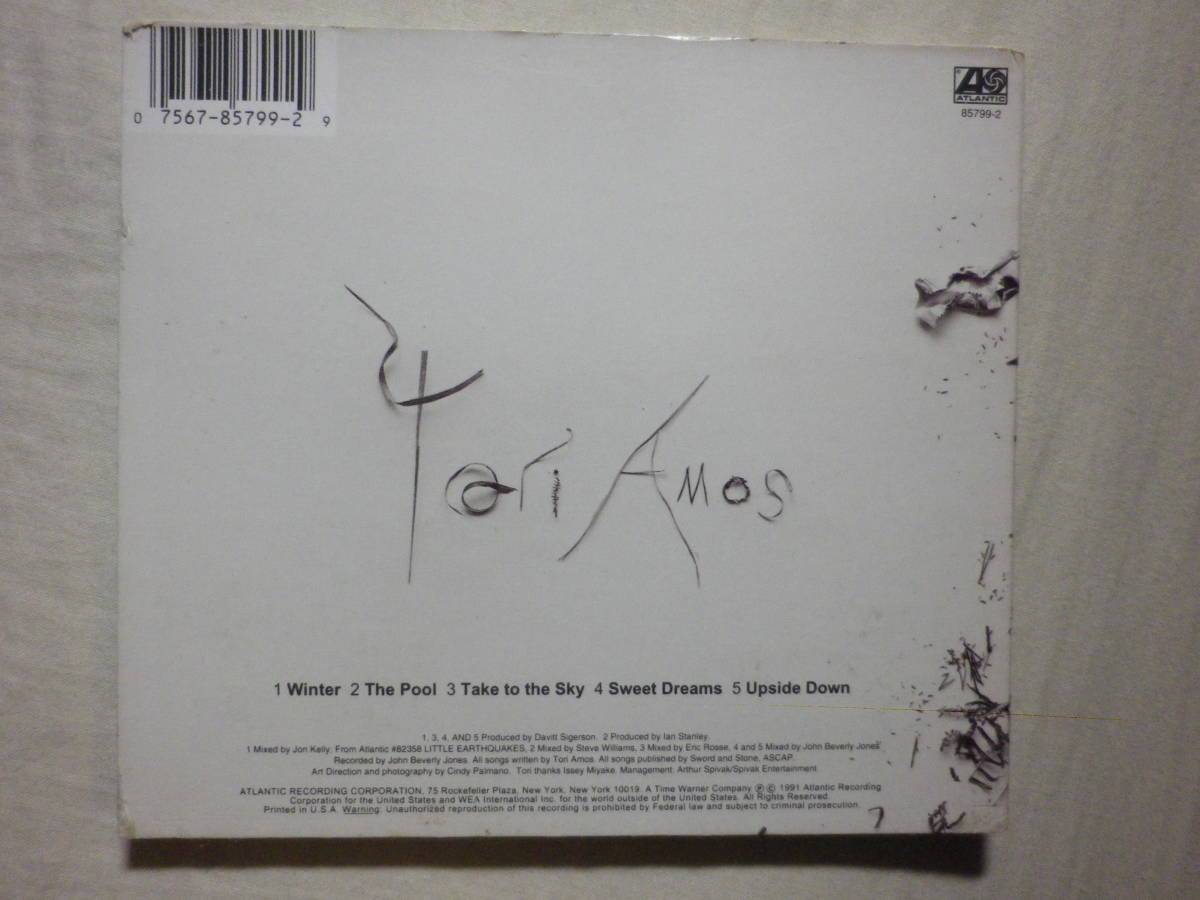 0 7567-85799-2 9
ATLANTIC
85799-2
Tori Amos
1 Winter 2 The Pool 3 Take to the Sky 4 Sweet Dreams 5 Upside Down
1, 3, 4, AND 5 Produced by Davitt Sigerson. 2 Produced by Ian Stanley.
1 Mixed by Jon Kelly, From Atlantic #82358 LITTLE EARTHQUAKES, 2 Mixed by Steve Williams, 3 Mixed by Eric Rosse, 4 and 5 Mixed by John Beverly Jones
Recorded by John Beverly Jones. All songs written by Tori Amos. All songs published by Sword and Stone, ASCAP.
Art Direction and photography by Cindy Palmano. Tori thanks Issey Miyake. Management: Arthur Spivak/Spivak Entertainment
ATLANTIC RECORDING CORPORATION, 75 Rockefeller Plaza, New York, New York 10019. A Time Warner Company ℗ © 1991 Atlantic Recording
Corporation for the United States and WEA International Inc. for the world outside of the United States. All Rights Reserved.
Printed in U.S.A. Warning: Unauthorized reproduction of this recording is prohibited by Federal law and subject to criminal prosecution.